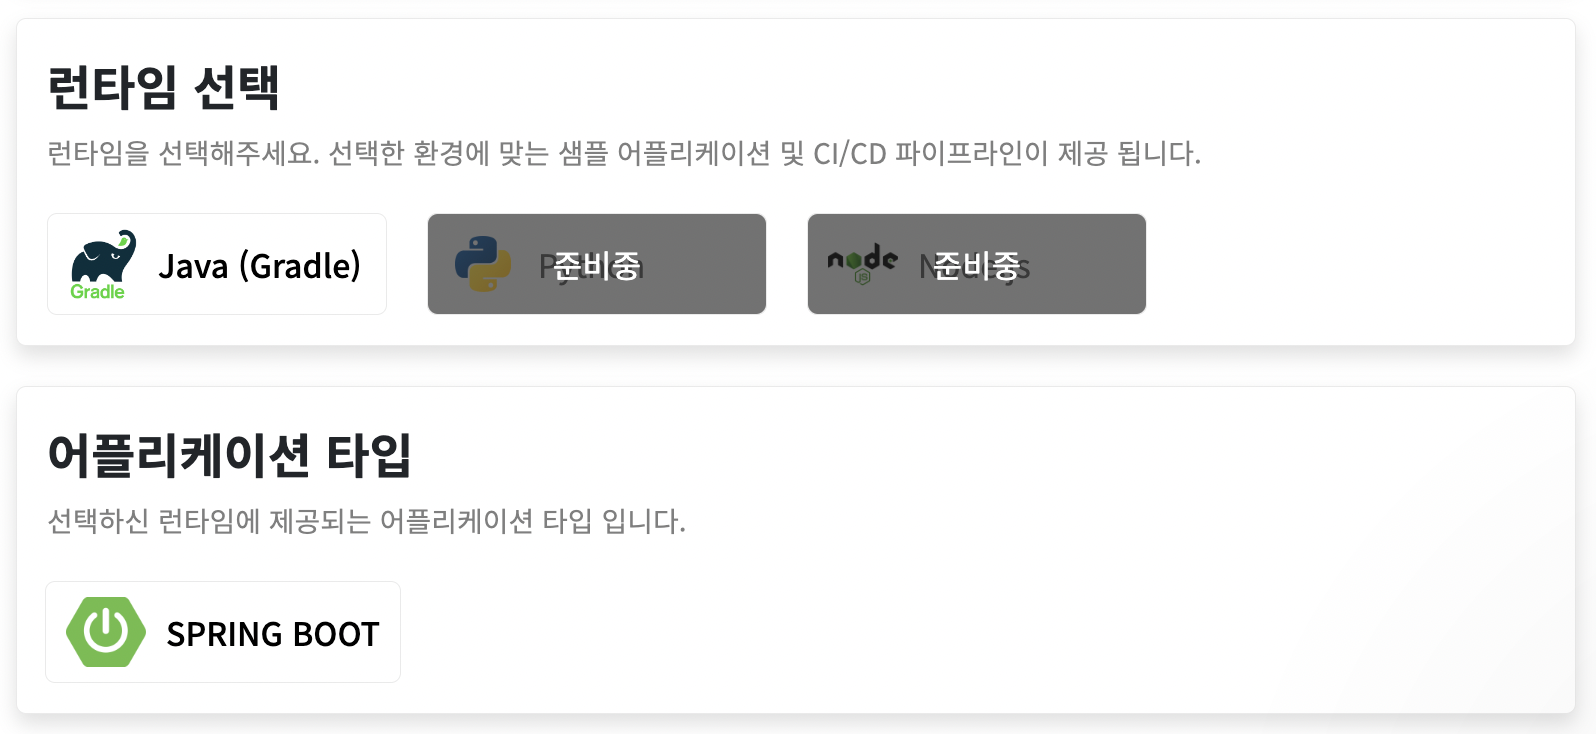 런타임 선택
런타임을 선택해주세요. 선택한 환경에 맞는 샘플 어플리케이션 및 CI/CD 파이프라인이 제공 됩니다.
Gradle
Java (Gradle)
Python
준비중
node
JS
Node.js
준비중
어플리케이션 타입
선택하신 런타임에 제공되는 어플리케이션 타입 입니다.
SPRING BOOT